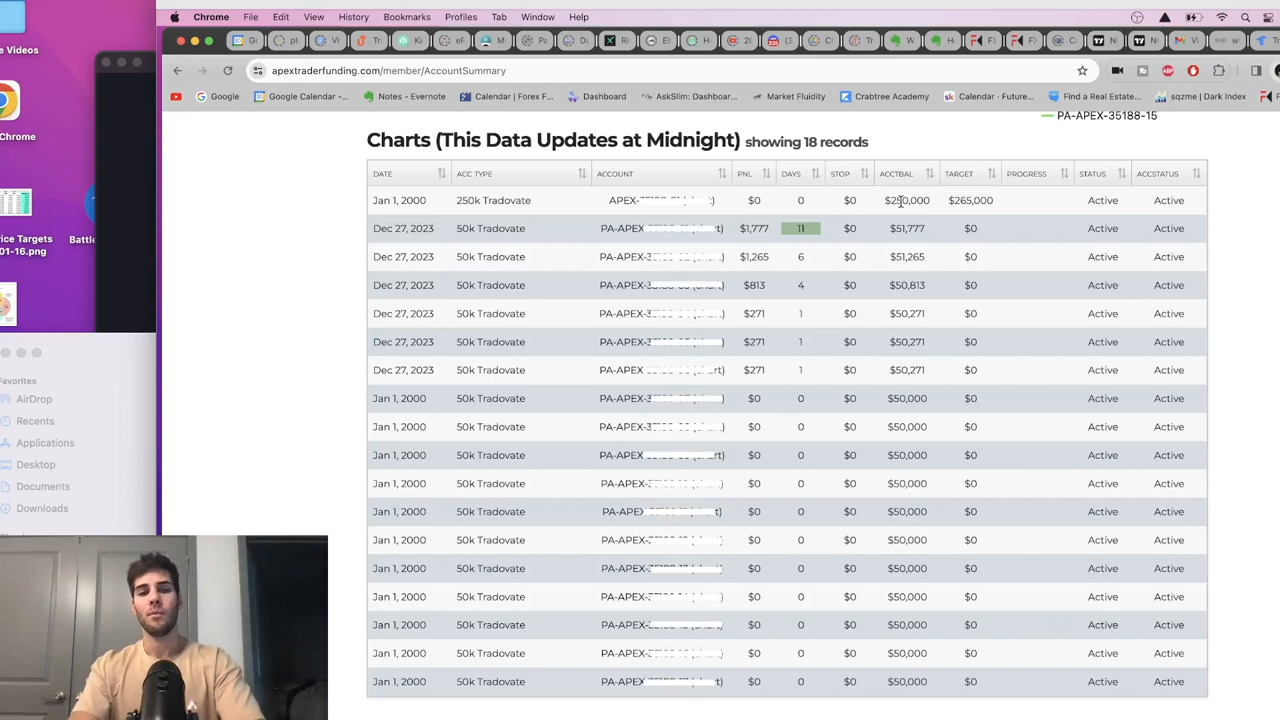 Chrome File Edit View History Bookmarks Profiles Tab Window Help
apextraderfunding.com/member/AccountSummary
Google Google Calendar -... Notes - Evernote Calendar | Forex F... Dashboard AskSlim: Dashboar... Market Fluidity Crabtree Academy Calendar · Future... Find a Real Estate... sqzme | Dark Index
PA-APEX-35188-15
Charts (This Data Updates at Midnight) showing 18 records
DATE ACC TYPE ACCOUNT PNL DAYS STOP ACCTBAL TARGET PROGRESS STATUS ACCSTATUS
Jan 1, 2000 250k Tradovate APEX- $0 0 $0 $250,000 $265,000 Active Active
Dec 27, 2023 50k Tradovate PA-APEX- $1,777 11 $0 $51,777 $0 Active Active
Dec 27, 2023 50k Tradovate PA-APEX- $1,265 6 $0 $51,265 $0 Active Active
Dec 27, 2023 50k Tradovate PA-APEX- $813 4 $0 $50,813 $0 Active Active
Dec 27, 2023 50k Tradovate PA-APEX- $271 1 $0 $50,271 $0 Active Active
Dec 27, 2023 50k Tradovate PA-APEX- $271 1 $0 $50,271 $0 Active Active
Dec 27, 2023 50k Tradovate PA-APEX- $271 1 $0 $50,271 $0 Active Active
Jan 1, 2000 50k Tradovate PA-APEX- $0 0 $0 $50,000 $0 Active Active
Jan 1, 2000 50k Tradovate PA-APEX- $0 0 $0 $50,000 $0 Active Active
Jan 1, 2000 50k Tradovate PA-APEX $0 0 $0 $50,000 $0 Active Active
Jan 1, 2000 50k Tradovate PA-APEX- $0 0 $0 $50,000 $0 Active Active
Jan 1, 2000 50k Tradovate PA-APEX $0 0 $0 $50,000 $0 Active Active
Jan 1, 2000 50k Tradovate PA-APEX- $0 0 $0 $50,000 $0 Active Active
Jan 1, 2000 50k Tradovate PA-APEX- $0 0 $0 $50,000 $0 Active Active
Jan 1, 2000 50k Tradovate PA-APEX- $0 0 $0 $50,000 $0 Active Active
Jan 1, 2000 50k Tradovate PA-APEX- $0 0 $0 $50,000 $0 Active Active
Jan 1, 2000 50k Tradovate PA-APEX- $0 0 $0 $50,000 $0 Active Active
Jan 1, 2000 50k Tradovate PA-APEX- $0 0 $0 $50,000 $0 Active Active
e Videos
Chrome
ice Targets
01-16.png
Battle
Favorites
AirDrop
Recents
Applications
Desktop
Documents
Downloads